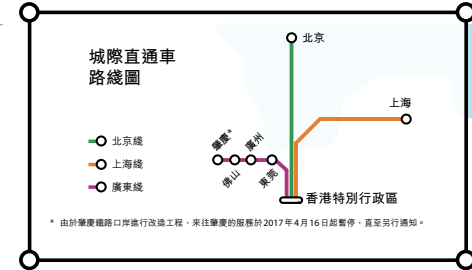 城際直通車
路綫圖
北京
上海
北京綫
上海綫
廣東綫
肇慶*
廣州
佛山
東莞
香港特別行政區
* 由於肇慶鐵路口岸進行改造工程，來往肇慶的服務於2017年4月16日起暫停，直至另行通知。